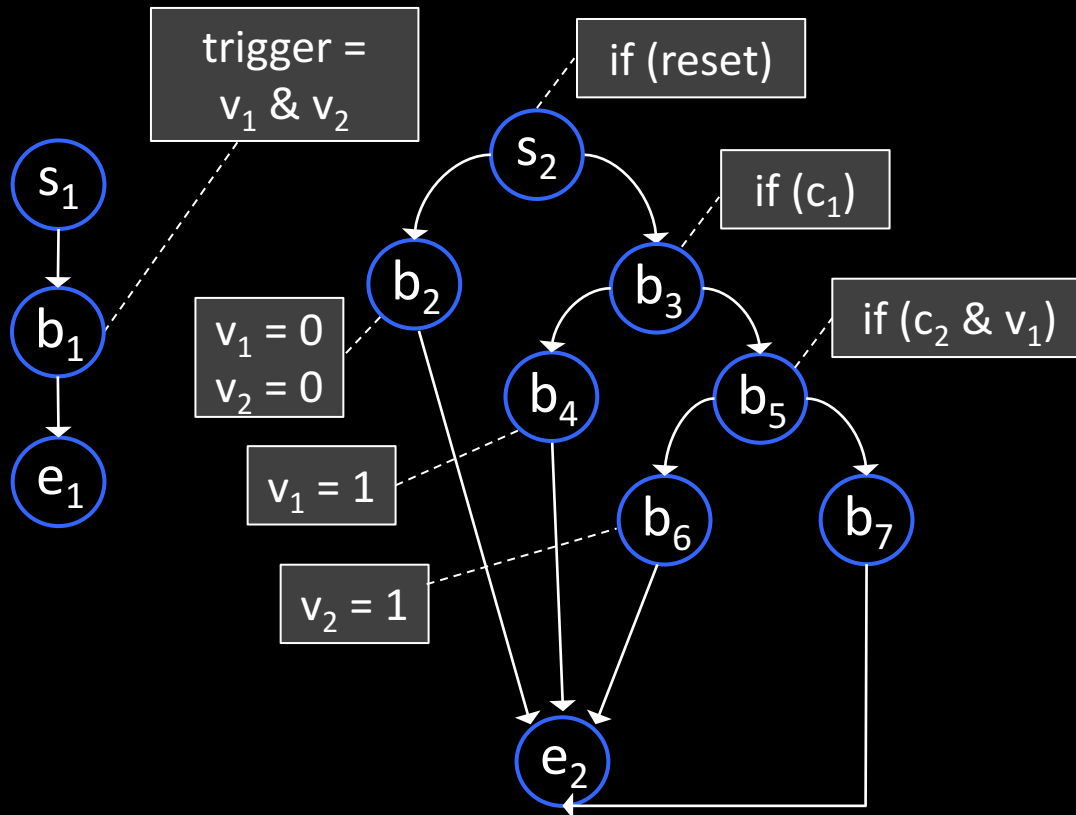 trigger =
v₁ & v₂
if (reset)
s₁
s₂
if (c₁)
b₂
b₃
if (c₂ & v₁)
b₁
v₁ = 0
v₂ = 0
b₄
b₅
e₁
v₁ = 1
b₆
b₇
v₂ = 1
e₂